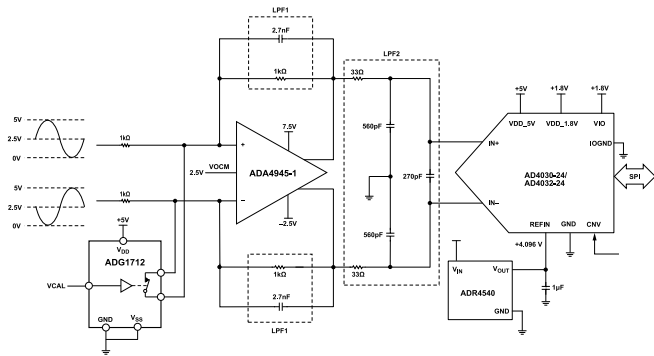 LPF1
2.7nF
1kΩ
LPF2
33Ω
+5V
+1.8V
+1.8V
VDD_5V
VDD_1.8V
VIO
5V
2.5V
0V
1kΩ
7.5V
560pF
IOGND
+
IN+
VOCM
2.5V
ADA4945-1
270pF
AD4030-24/
AD4032-24
SPI
5V
2.5V
0V
1kΩ
–
–2.5V
560pF
IN–
REFIN
GND
CNV
+5V
VDD
ADG1712
VCAL
GND
VSS
1kΩ
33Ω
2.7nF
LPF1
+4.096 V
VIN
VOUT
ADR4540
GND
1µF